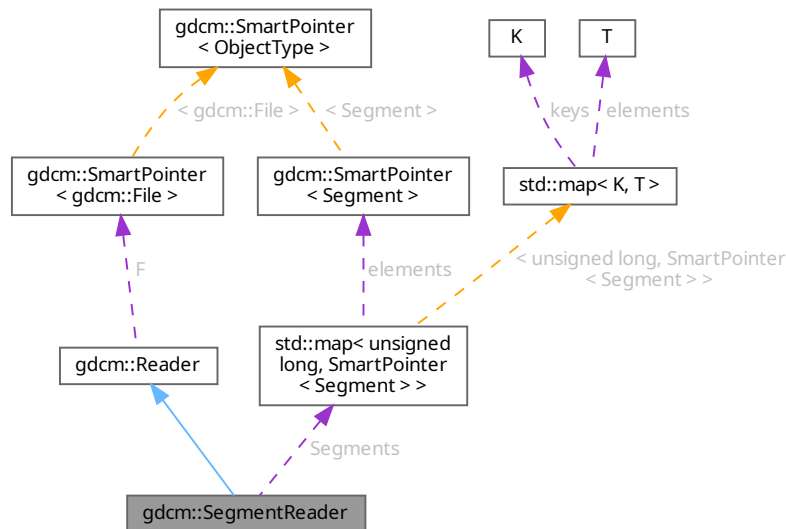 gdcm::SmartPointer
< ObjectType >
K
T
< gdcm::File >
< Segment >
keys
elements
gdcm::SmartPointer
< gdcm::File >
gdcm::SmartPointer
< Segment >
std::map< K, T >
F
elements
< unsigned long, SmartPointer
< Segment > >
gdcm::Reader
std::map< unsigned
long, SmartPointer
< Segment > >
Segments
gdcm::SegmentReader